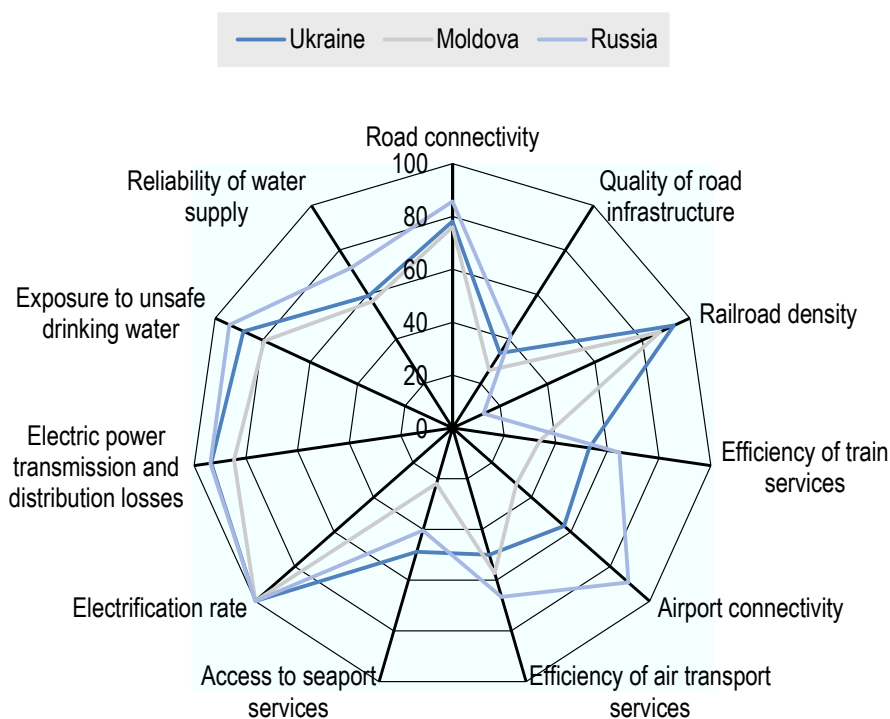 Ukraine Moldova Russia
Road connectivity
100
80
60
40
20
0
Quality of road
infrastructure
Railroad density
Efficiency of train
services
Airport connectivity
Efficiency of air transport
services
Access to seaport
services
Electrification rate
Electric power
transmission and
distribution losses
Exposure to unsafe
drinking water
Reliability of water
supply